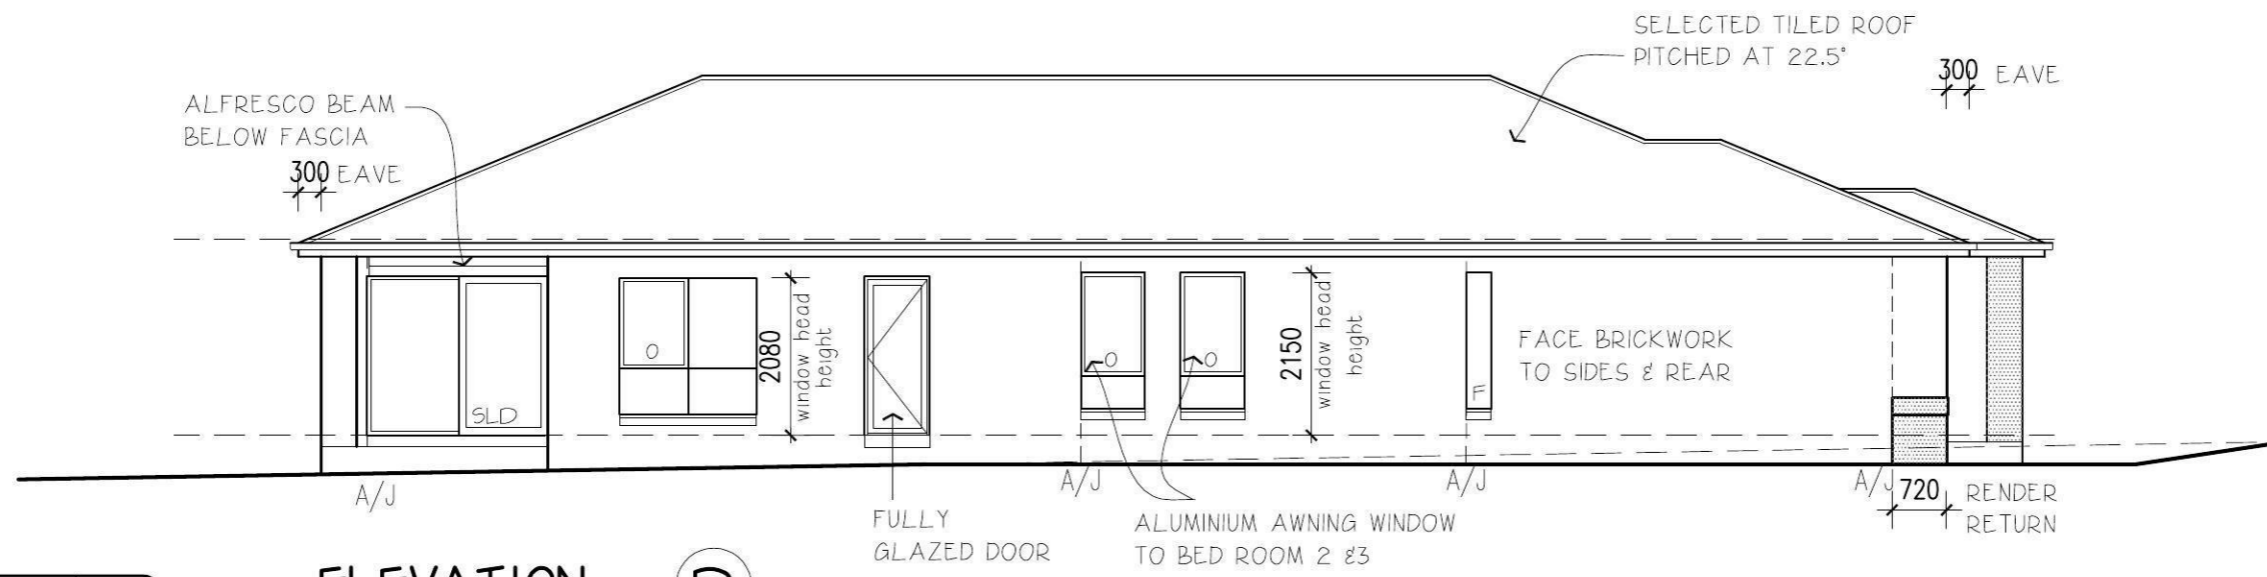 SELECTED TILED ROOF
PITCHED AT 22.5°
300 EAVE
ALFRESCO BEAM
BELOW FASCIA
300 EAVE
2080
window head
height
2150
window head
height
O
O
O
F
SLD
FACE BRICKWORK
TO SIDES & REAR
A/J
A/J
A/J
A/J
720
RENDER
RETURN
FULLY
GLAZED DOOR
ALUMINIUM AWNING WINDOW
TO BED ROOM 2 &3
ELEVATION